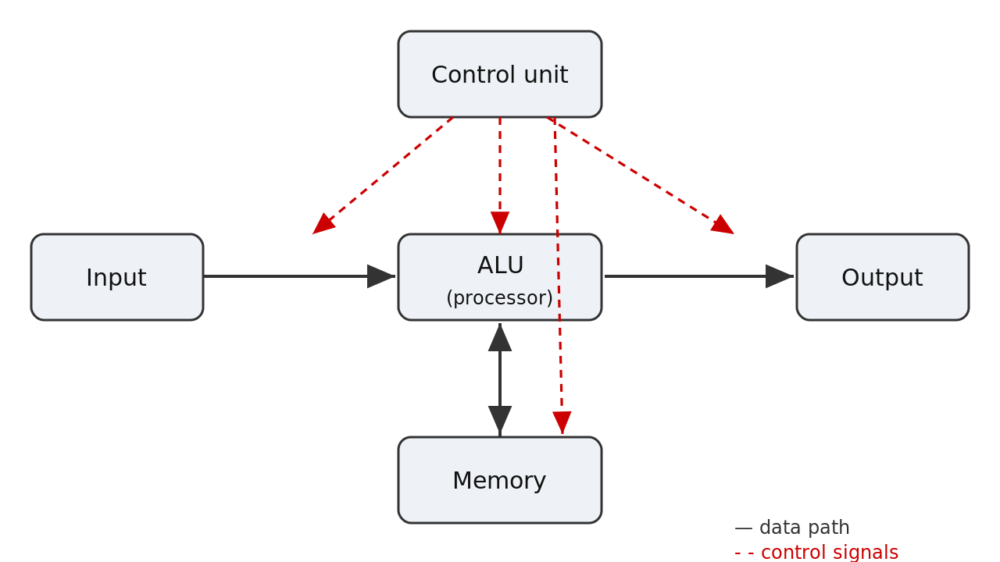 Control unit
Input
ALU
(processor)
Output
Memory
— data path
- - control signals